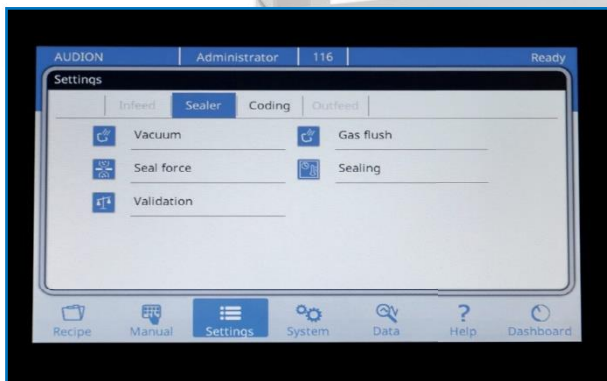 AUDION Administrator 116 Ready
Settings
Infeed Sealer Coding Outfeed
Vacuum Gas flush
Seal force Sealing
Validation
Recipe Manual Settings System Data Help Dashboard